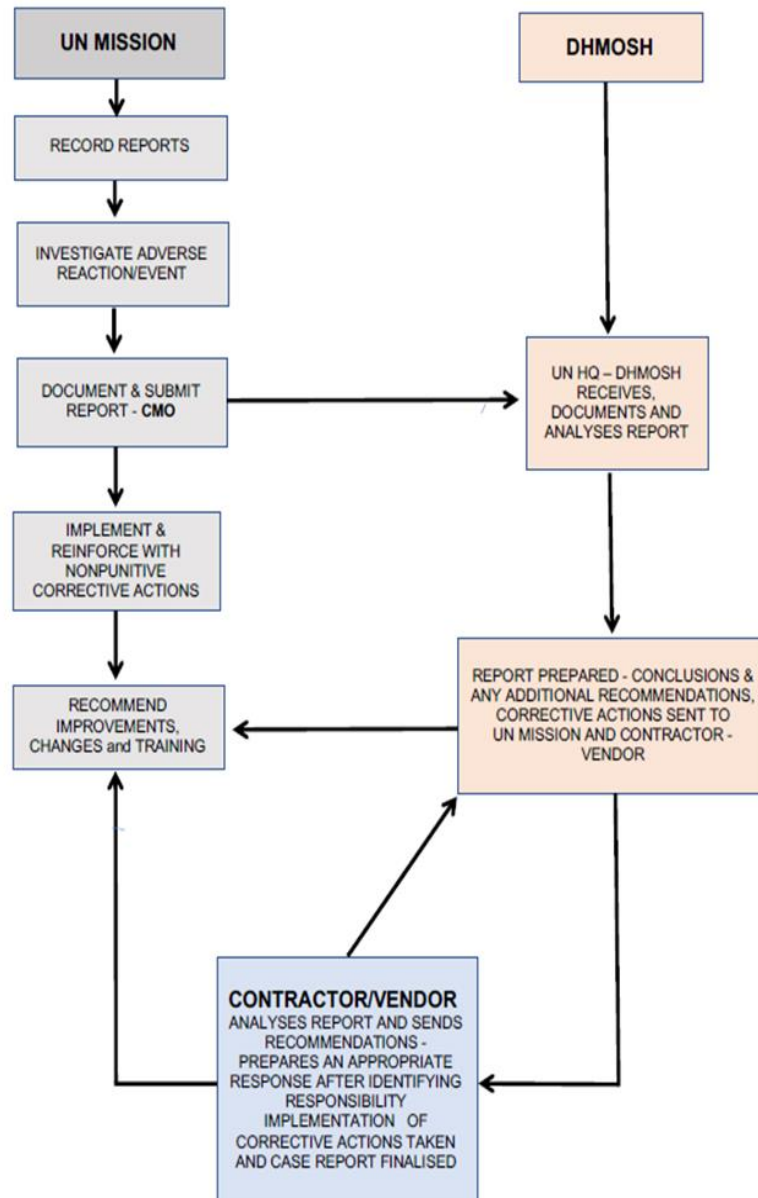 UN MISSION
RECORD REPORTS
INVESTIGATE ADVERSE
REACTION/EVENT
DOCUMENT & SUBMIT
REPORT - CMO
IMPLEMENT &
REINFORCE WITH
NONPUNITIVE
CORRECTIVE ACTIONS
RECOMMEND
IMPROVEMENTS,
CHANGES and TRAINING
DHMOSH
UN HQ – DHMOSH
RECEIVES,
DOCUMENTS AND
ANALYSES REPORT
REPORT PREPARED - CONCLUSIONS &
ANY ADDITIONAL RECOMMENDATIONS,
CORRECTIVE ACTIONS SENT TO
UN MISSION AND CONTRACTOR -
VENDOR
CONTRACTOR/VENDOR
ANALYSES REPORT AND SENDS
RECOMMENDATIONS -
PREPARES AN APPROPRIATE
RESPONSE AFTER IDENTIFYING
RESPONSIBILITY
IMPLEMENTATION OF
CORRECTIVE ACTIONS TAKEN
AND CASE REPORT FINALISED